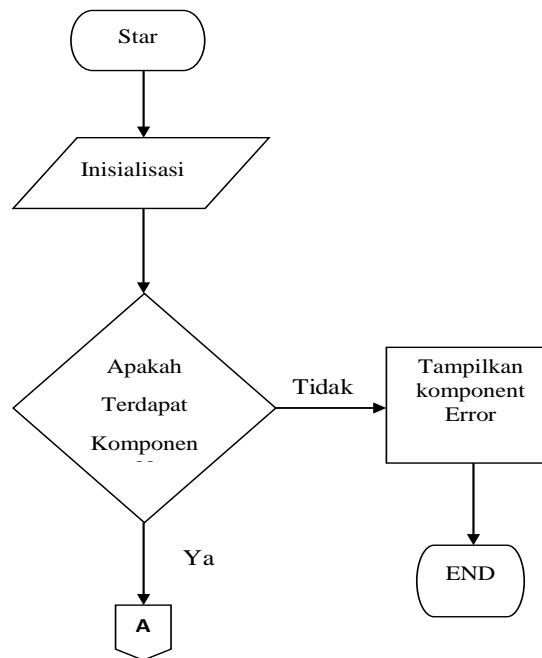 Star
Inisialisasi
Apakah
Terdapat
Komponen
Tidak
Tampilkan
komponent
Error
Ya
END
A